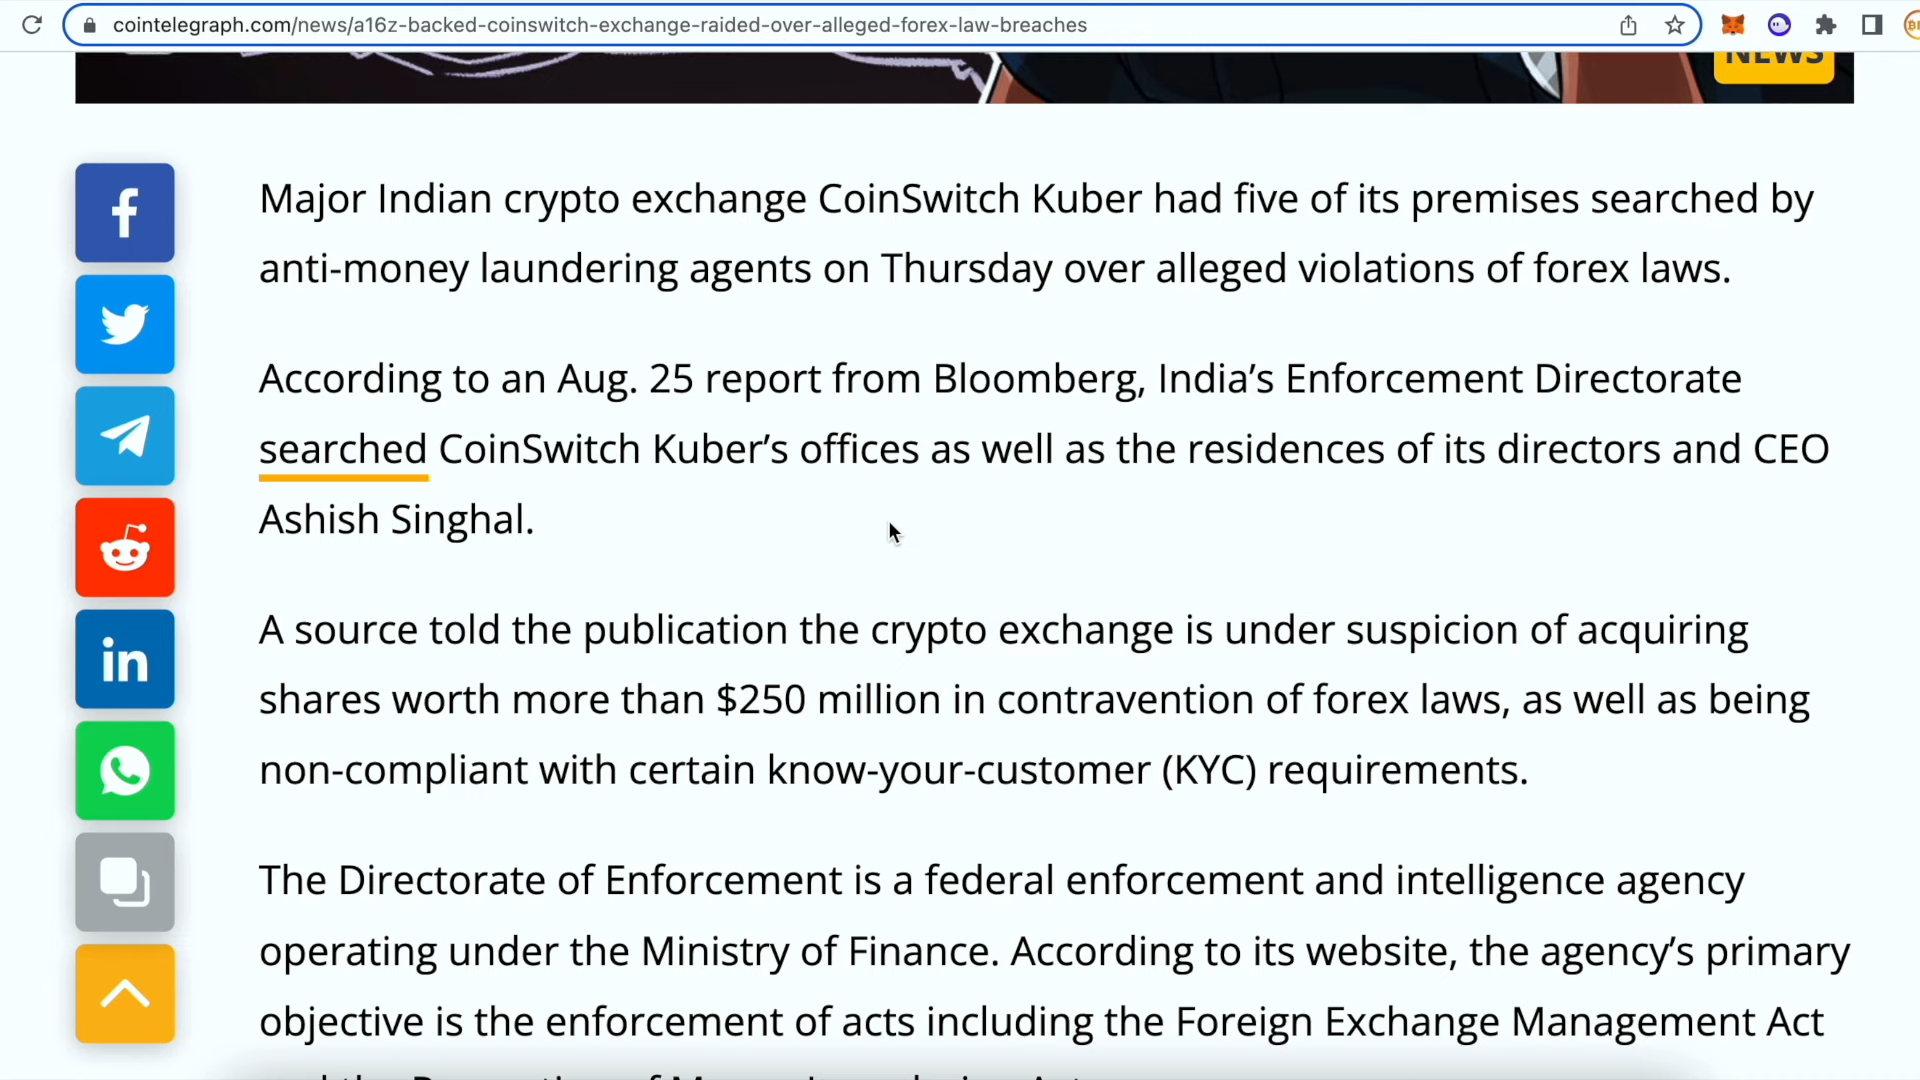 cointelegraph.com/news/a16z-backed-coinswitch-exchange-raided-over-alleged-forex-law-breaches
NEWS
Major Indian crypto exchange CoinSwitch Kuber had five of its premises searched by
anti-money laundering agents on Thursday over alleged violations of forex laws.
According to an Aug. 25 report from Bloomberg, India’s Enforcement Directorate
searched CoinSwitch Kuber’s offices as well as the residences of its directors and CEO
Ashish Singhal.
A source told the publication the crypto exchange is under suspicion of acquiring
shares worth more than $250 million in contravention of forex laws, as well as being
non-compliant with certain know-your-customer (KYC) requirements.
The Directorate of Enforcement is a federal enforcement and intelligence agency
operating under the Ministry of Finance. According to its website, the agency’s primary
objective is the enforcement of acts including the Foreign Exchange Management Act